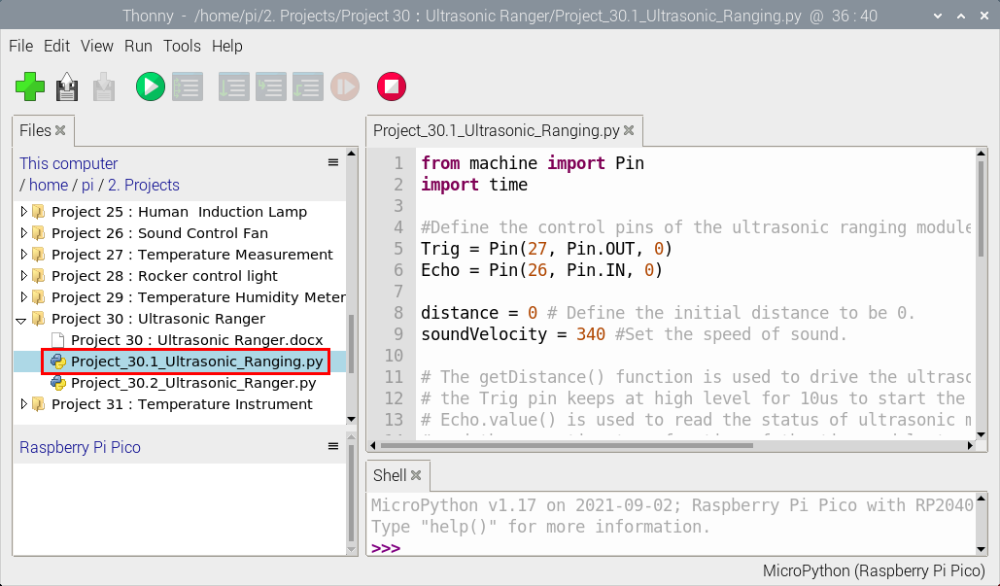 Thonny - /home/pi/2. Projects/Project 30 : Ultrasonic Ranger/Project_30.1_Ultrasonic_Ranging.py @ 36 : 40
File Edit View Run Tools Help
Files
This computer
/ home / pi / 2. Projects
Project 25 : Human Induction Lamp
Project 26 : Sound Control Fan
Project 27 : Temperature Measurement
Project 28 : Rocker control light
Project 29 : Temperature Humidity Meter
Project 30 : Ultrasonic Ranger
Project 30 : Ultrasonic Ranger.docx
Project_30.1_Ultrasonic_Ranging.py
Project_30.2_Ultrasonic_Ranger.py
Project 31 : Temperature Instrument
Raspberry Pi Pico
Project_30.1_Ultrasonic_Ranging.py
1 from machine import Pin
2 import time
3
4 #Define the control pins of the ultrasonic ranging module
5 Trig = Pin(27, Pin.OUT, 0)
6 Echo = Pin(26, Pin.IN, 0)
7
8 distance = 0 # Define the initial distance to be 0.
9 soundVelocity = 340 #Set the speed of sound.
10
11 # The getDistance() function is used to drive the ultraso
12 # the Trig pin keeps at high level for 10us to start the
13 # Echo.value() is used to read the status of ultrasonic m
Shell
MicroPython v1.17 on 2021-09-02; Raspberry Pi Pico with RP2040
Type "help()" for more information.
>>>
MicroPython (Raspberry Pi Pico)